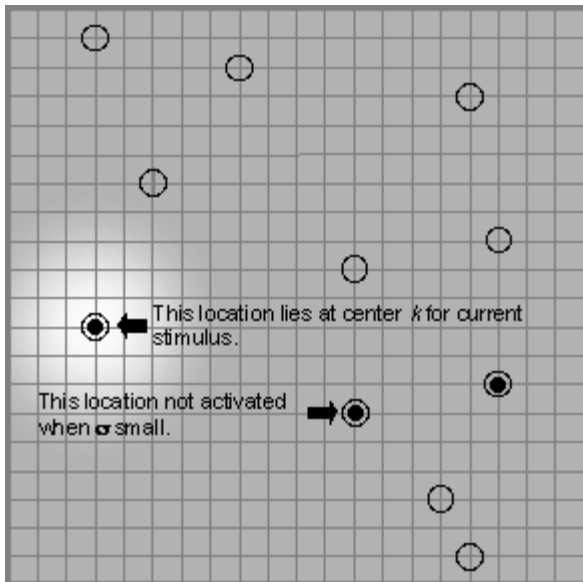 This location lies at center k for current
stimulus.
This location not activated
when σ small.